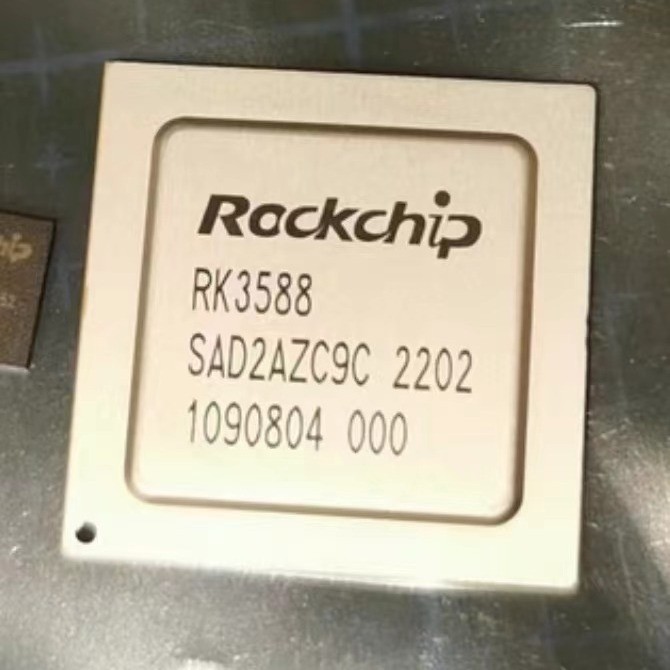 Rockchip
RK3588
SAD2AZC9C 2202
1090804 000